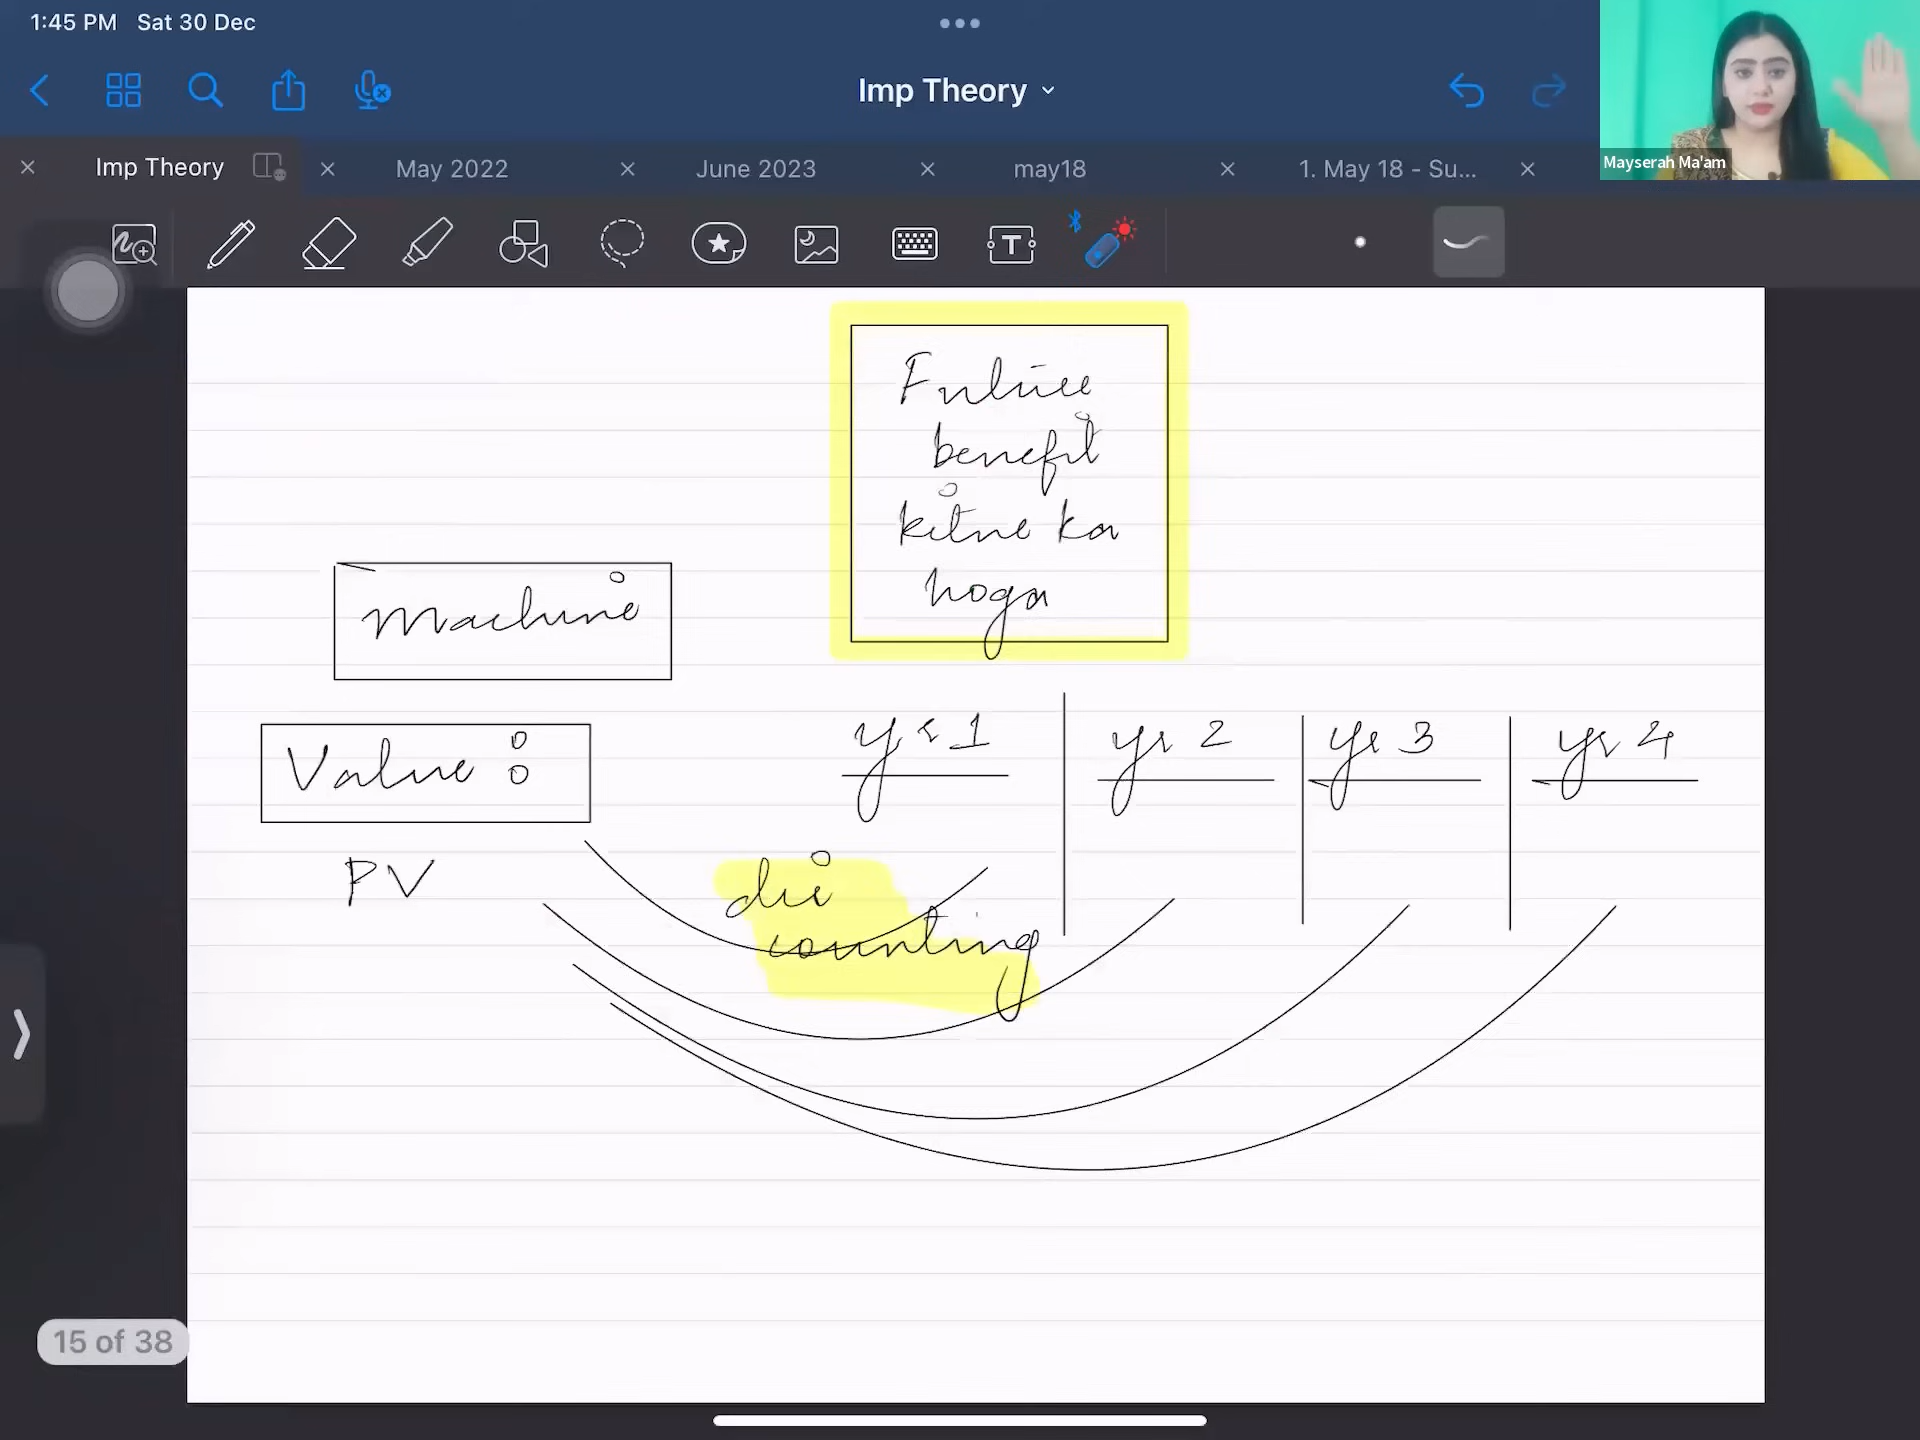 1:45 PM Sat 30 Dec
Imp Theory
Mayserah Ma'am
Imp Theory
May 2022
June 2023
may18
1. May 18 - Su...
T
Future
benefit
kitne ka
hoga
Machine
Value :
yr 1
yr 2
yr 3
yr 4
PV
dis
counting
15 of 38